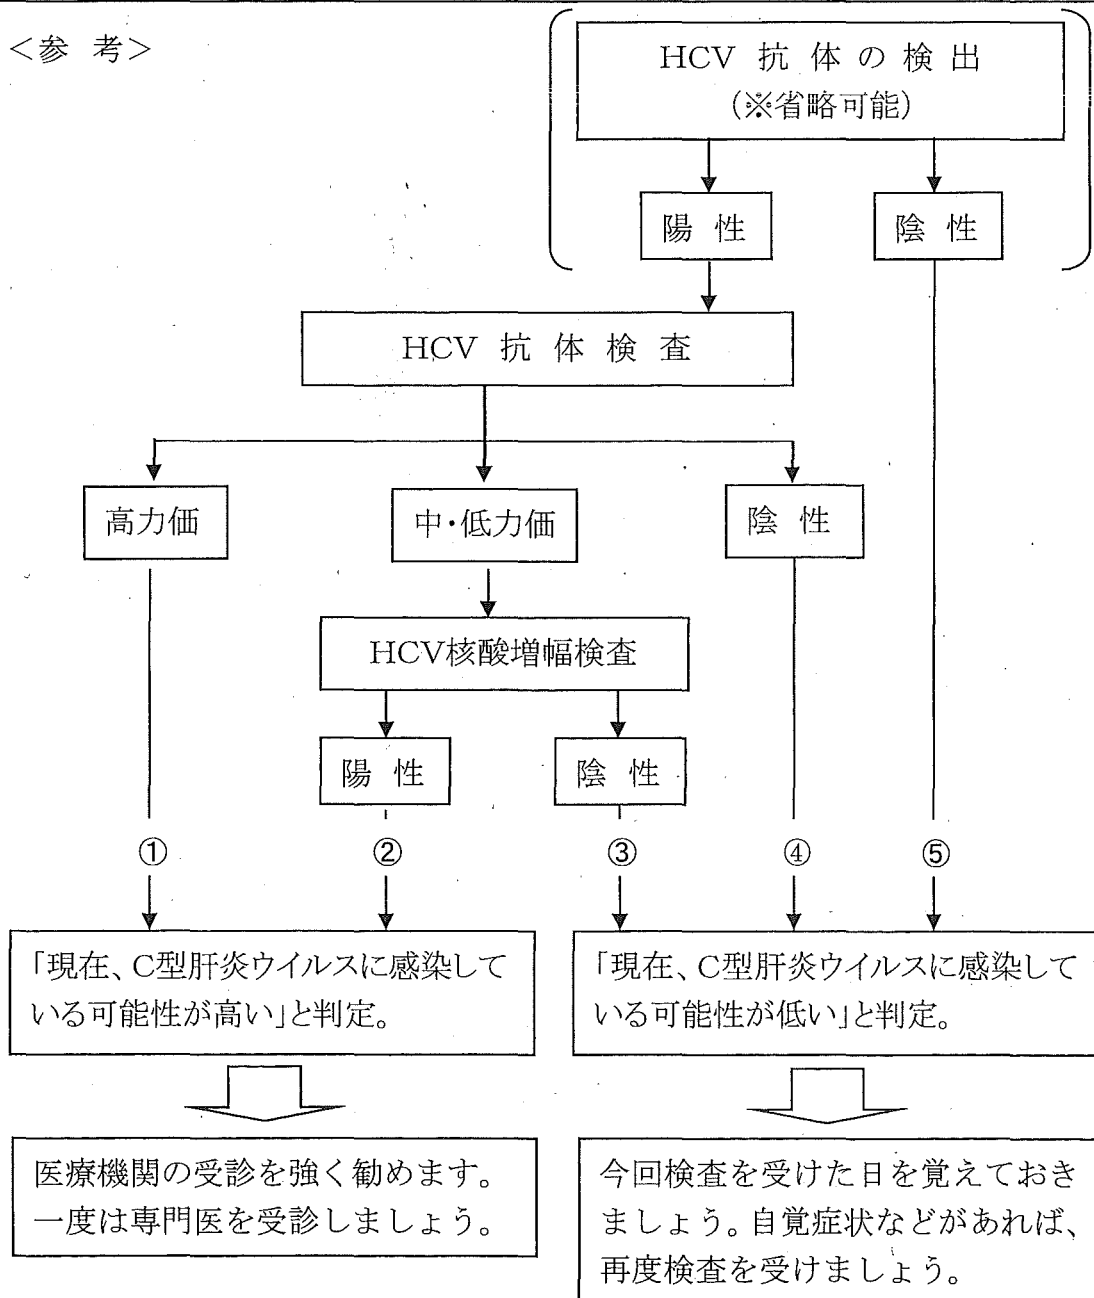 ＜参 考＞
HCV 抗 体 の 検 出
(※省略可能)
陽 性
陰 性
HCV 抗 体 検 査
高力価
中・低力価
陰 性
HCV核酸増幅検査
陽 性
陰 性
①
②
③
④
⑤
「現在、C型肝炎ウイルスに感染して
いる可能性が高い」と判定。
「現在、C型肝炎ウイルスに感染して
いる可能性が低い」と判定。
医療機関の受診を強く勧めます。
一度は専門医を受診しましょう。
今回検査を受けた日を覚えておき
ましょう。自覚症状などがあれば、
再度検査を受けましょう。